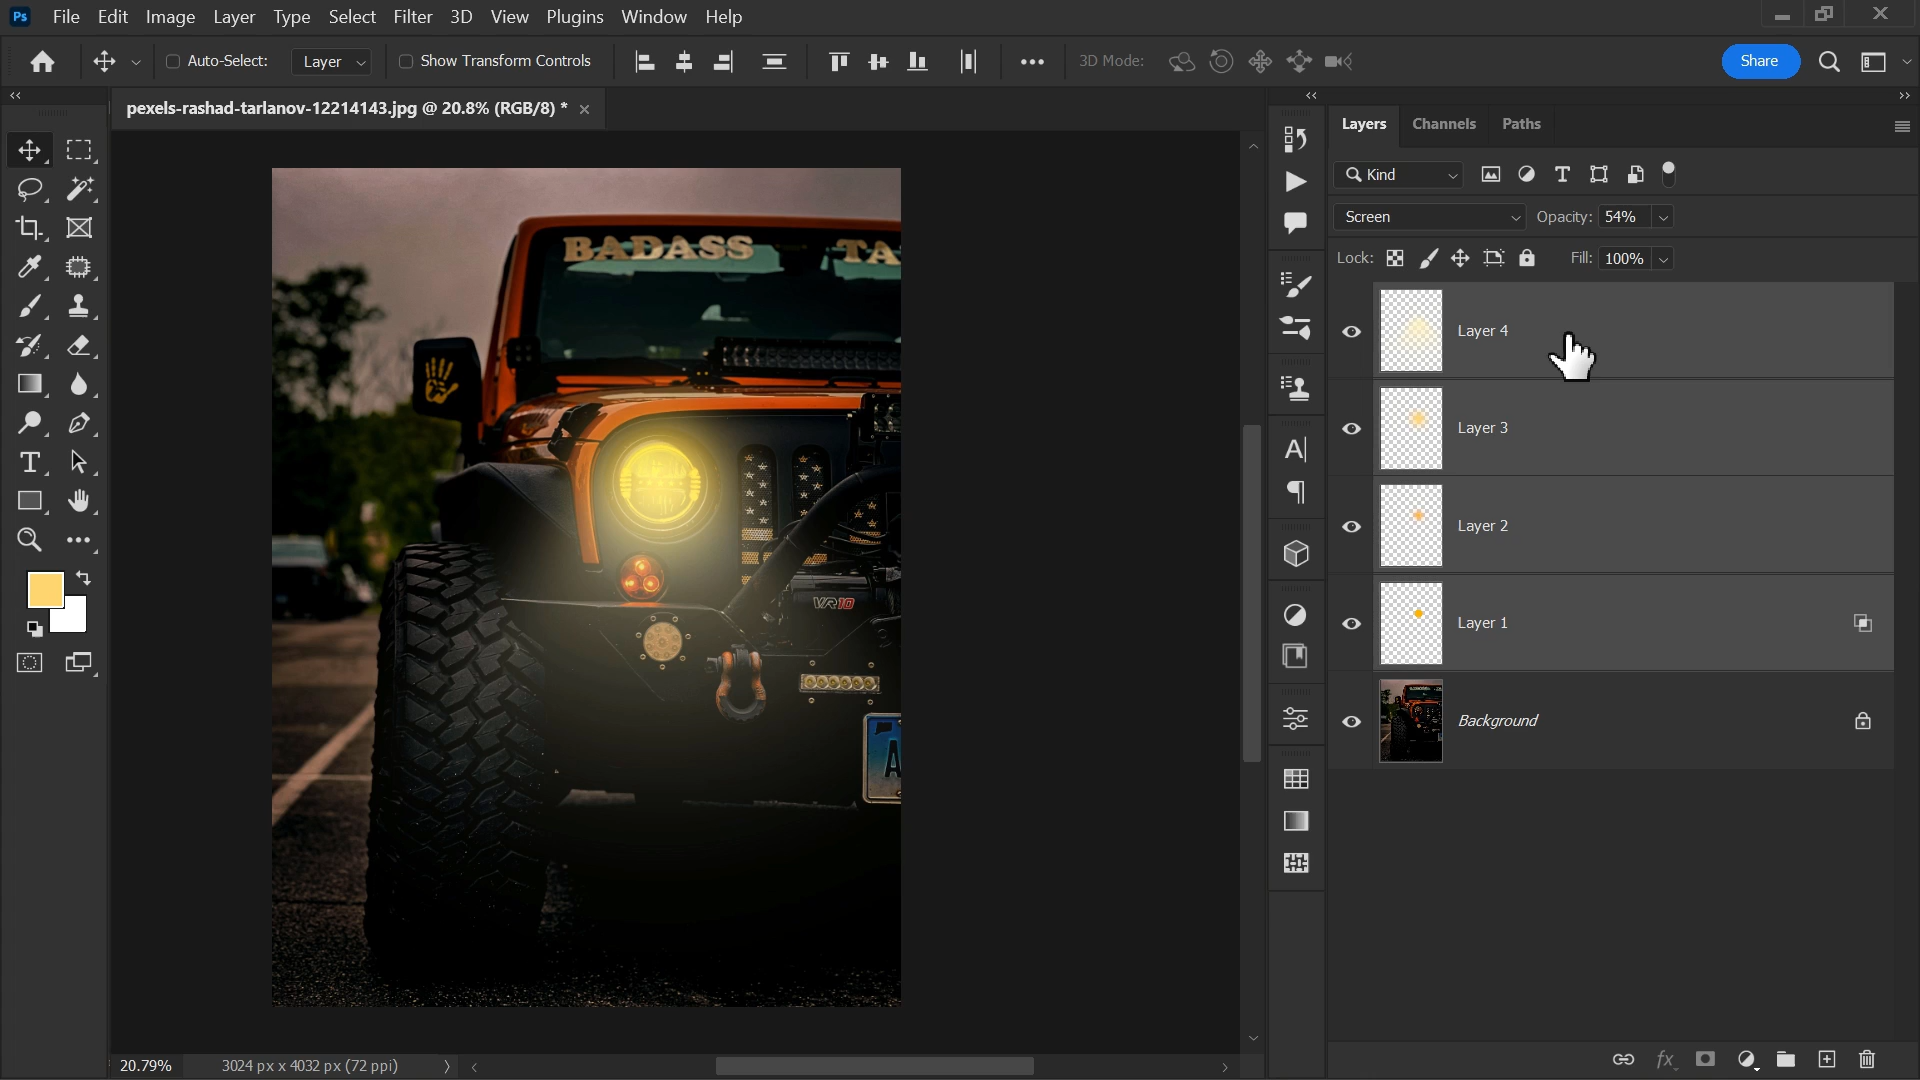 Ps File Edit Image Layer Type Select Filter 3D View Plugins Window Help
Auto-Select: Layer Show Transform Controls 3D Mode: Share
pexels-rashad-tarlanov-12214143.jpg @ 20.8% (RGB/8) *
Layers Channels Paths
Kind
Screen Opacity: 54%
Lock: Fill: 100%
Layer 4
Layer 3
Layer 2
Layer 1
Background
BADASS TA
VR10
A
20.79% 3024 px x 4032 px (72 ppi)